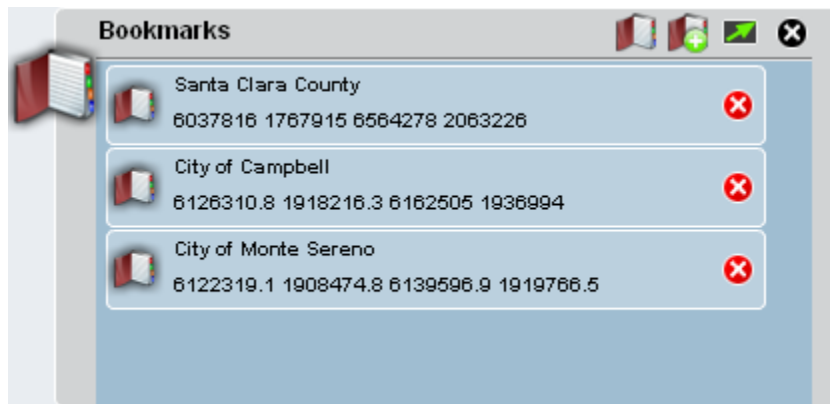 Bookmarks
Santa Clara County
6037816 1767915 6564278 2063226
City of Campbell
6126310.8 1918216.3 6162505 1936994
City of Monte Sereno
6122319.1 1908474.8 6139596.9 1919766.5